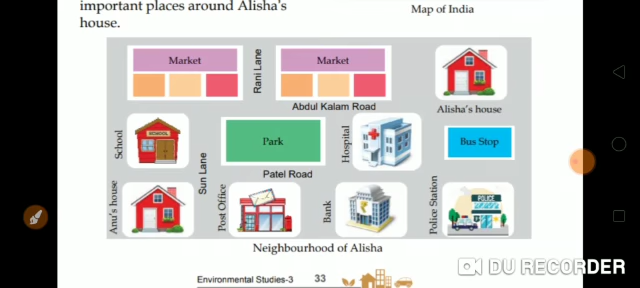 important places around Alisha's
house.
Map of India
Market
Rani Lane
Market
Abdul Kalam Road
Alisha's house
School
SCHOOL
Park
Hospital
Bus Stop
Sun Lane
Patel Road
Anu's house
Post Office
Bank
Police Station
POLICE
Neighbourhood of Alisha
Environmental Studies-3 33
DU RECORDER